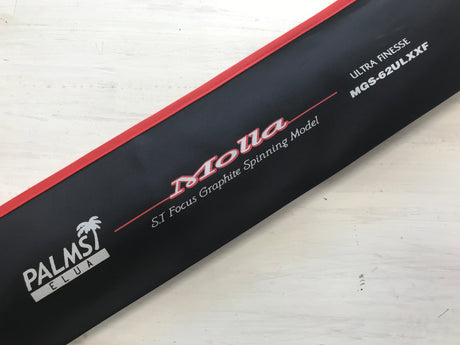 PALMS
ELUA
Molla
S.T Focus Graphite Spinning Model
ULTRA FINESSE
MGS-62ULXXF